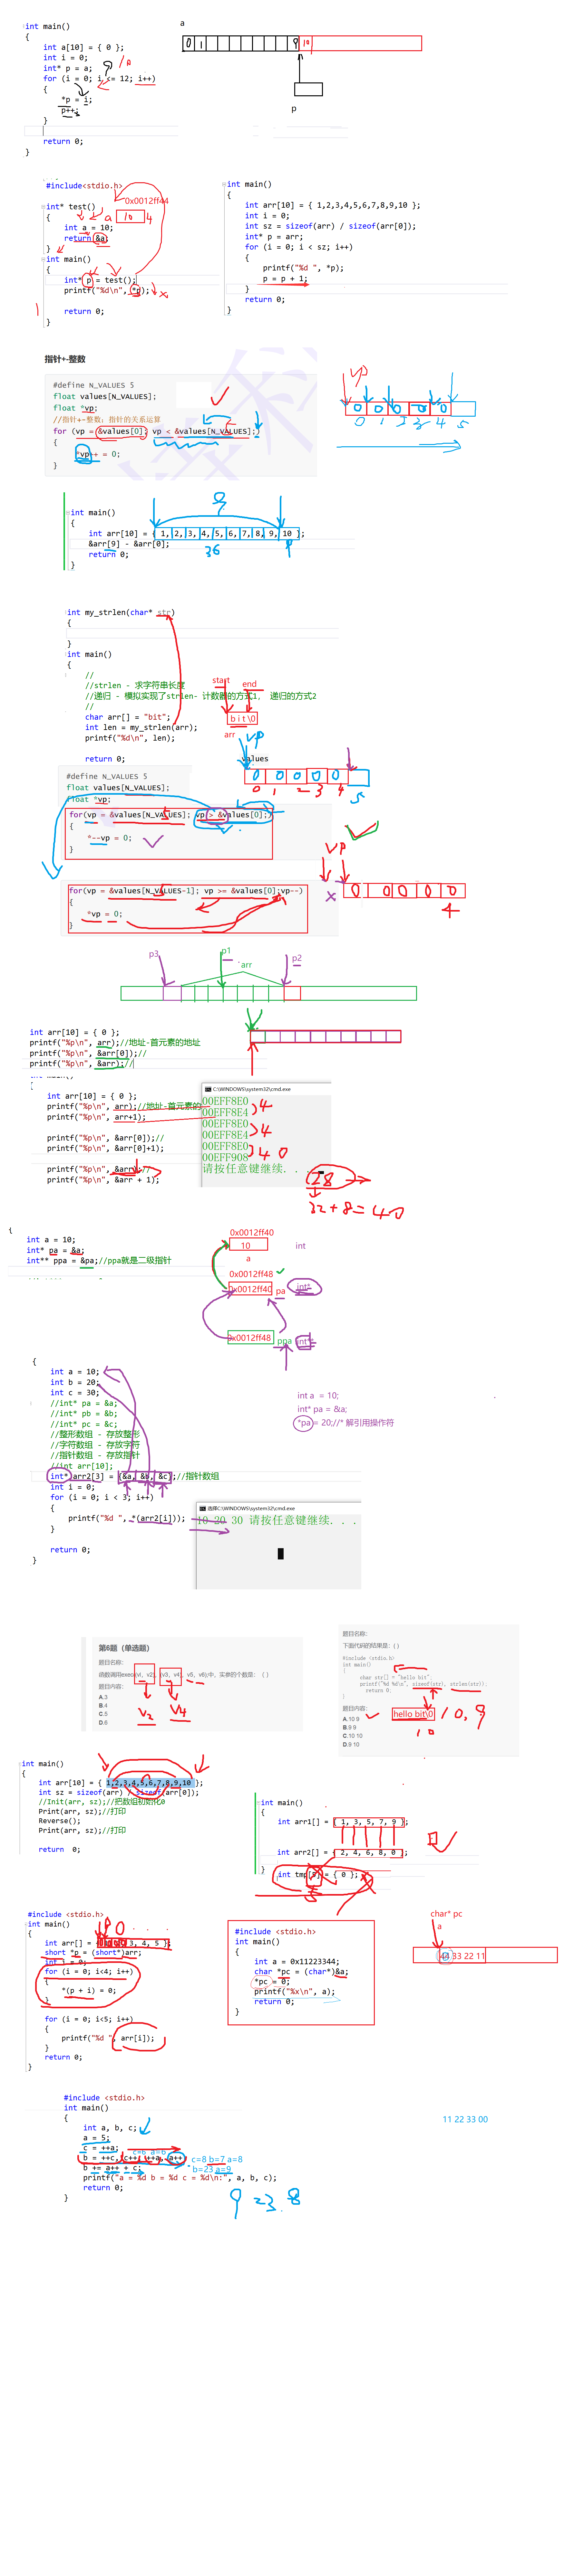 int main()
{
int a[10] = { 0 };
int i = 0;
int* p = a;
for (i = 0; i <= 12; i++)
{
*p = i;
p++;
}
return 0;
}
a
0 1 9 10
p
#include<stdio.h>
int* test()
{
int a = 10;
return &a;
}
int main()
{
int* p = test();
printf("%d\n", *p);
return 0;
}
0x0012ff44
a 10 4
int main()
{
int arr[10] = { 1,2,3,4,5,6,7,8,9,10 };
int i = 0;
int sz = sizeof(arr) / sizeof(arr[0]);
int* p = arr;
for (i = 0; i < sz; i++)
{
printf("%d ", *p);
p = p + 1;
}
return 0;
}
指针+-整数
#define N_VALUES 5
float values[N_VALUES];
float *vp;
//指针+-整数；指针的关系运算
for (vp = &values[0]; vp < &values[N_VALUES];)
{
*vp++ = 0;
}
vp
0 0 0 0 0
0 1 2 3 4 5
int main()
{
int arr[10] = { 1,2,3,4,5,6,7,8,9,10 };
&arr[9] - &arr[0];
return 0;
}
9
36
int my_strlen(char* str)
{
}
int main()
{
//
//strlen - 求字符串长度
//递归 - 模拟实现了strlen- 计数器的方式1, 递归的方式2
//
char arr[] = "bit";
int len = my_strlen(arr);
printf("%d\n", len);
return 0;
start end
b i t \0
arr
vp
values
0 0 0 0 0
0 1 2 3 4 5
#define N_VALUES 5
float values[N_VALUES];
float *vp;
for(vp = &values[N_VALUES]; vp > &values[0];)
{
*--vp = 0;
}
for(vp = &values[N_VALUES-1]; vp >= &values[0];vp--)
{
*vp = 0;
}
vp
0 0 0 0 0
4
p3 p1 p2
arr
int arr[10] = { 0 };
printf("%p\n", arr);//地址-首元素的地址
printf("%p\n", &arr[0]);//
printf("%p\n", &arr);//
{
int arr[10] = { 0 };
printf("%p\n", arr);//地址-首元素的
printf("%p\n", arr+1);
printf("%p\n", &arr[0]);//
printf("%p\n", &arr[0]+1);
printf("%p\n", &arr);//
printf("%p\n", &arr + 1);
C:\WINDOWS\system32\cmd.exe
00EFF8E0
00EFF8E4
00EFF8E0
00EFF8E4
00EFF8E0
00EFF908
请按任意键继续. . .
4
4
40
28
32+8=40
{
int a = 10;
int* pa = &a;
int** ppa = &pa;//ppa就是二级指针
0x0012ff40
10 int
a
0x0012ff48
0x0012ff40 pa int*
0x0012ff48 ppa int**
{
int a = 10;
int b = 20;
int c = 30;
//int* pa = &a;
//int* pb = &b;
//int* pc = &c;
//整形数组 - 存放整形
//字符数组 - 存放字符
//指针数组 - 存放指针
//int arr[10];
int* arr2[3] = {&a, &b, &c};//指针数组
int i = 0;
for (i = 0; i < 3; i++)
{
printf("%d ", *(arr2[i]));
}
return 0;
}
int a = 10;
int* pa = &a;
*pa = 20;//* 解引用操作符
选择C:\WINDOWS\system32\cmd.exe
10 20 30 请按任意键继续. . .
第6题（单选题）
题目名称:
函数调用exec((vl, v2), (v3, v4), v5, v6);中，实参的个数是: ( )
题目内容:
A.3
B.4
C.5
D.6
v2 v4
题目名称:
下面代码的结果是: ( )
#include <stdio.h>
int main()
{
char str[] = "hello bit";
printf("%d %d\n", sizeof(str), strlen(str));
return 0;
}
题目内容:
A.10 9
B.9 9
C.10 10
D.9 10
hello bit\0
10, 9
10
int main()
{
int arr[10] = { 1,2,3,4,5,6,7,8,9,10 };
int sz = sizeof(arr) / sizeof(arr[0]);
//Init(arr, sz);//把数组初始化0
Print(arr, sz);//打印
Reverse();
Print(arr, sz);//打印
return 0;
int main()
{
int arr1[] = { 1, 3, 5, 7, 9 };
int arr2[] = { 2, 4, 6, 8, 0 };
}
int tmp[5] = { 0 };
#include <stdio.h>
int main()
{
int arr[] = {1, 2, 3, 4, 5 };
short *p = (short*)arr;
int i = 0;
for (i = 0; i<4; i++)
{
*(p + i) = 0;
}
for (i = 0; i<5; i++)
{
printf("%d ", arr[i]);
}
return 0;
}
#include <stdio.h>
int main()
{
int a = 0x11223344;
char *pc = (char*)&a;
*pc = 0;
printf("%x\n", a);
return 0;
}
char* pc
a
44 33 22 11
11 22 33 00
#include <stdio.h>
int main()
{
int a, b, c;
a = 5;
c = ++a;
b = ++c, c++, ++a, a++;
b += a++ + c;
printf("a = %d b = %d c = %d\n:", a, b, c);
return 0;
}
c=6 a=6
c=8 b=7 a=8
b=23 a=9
9 23 8